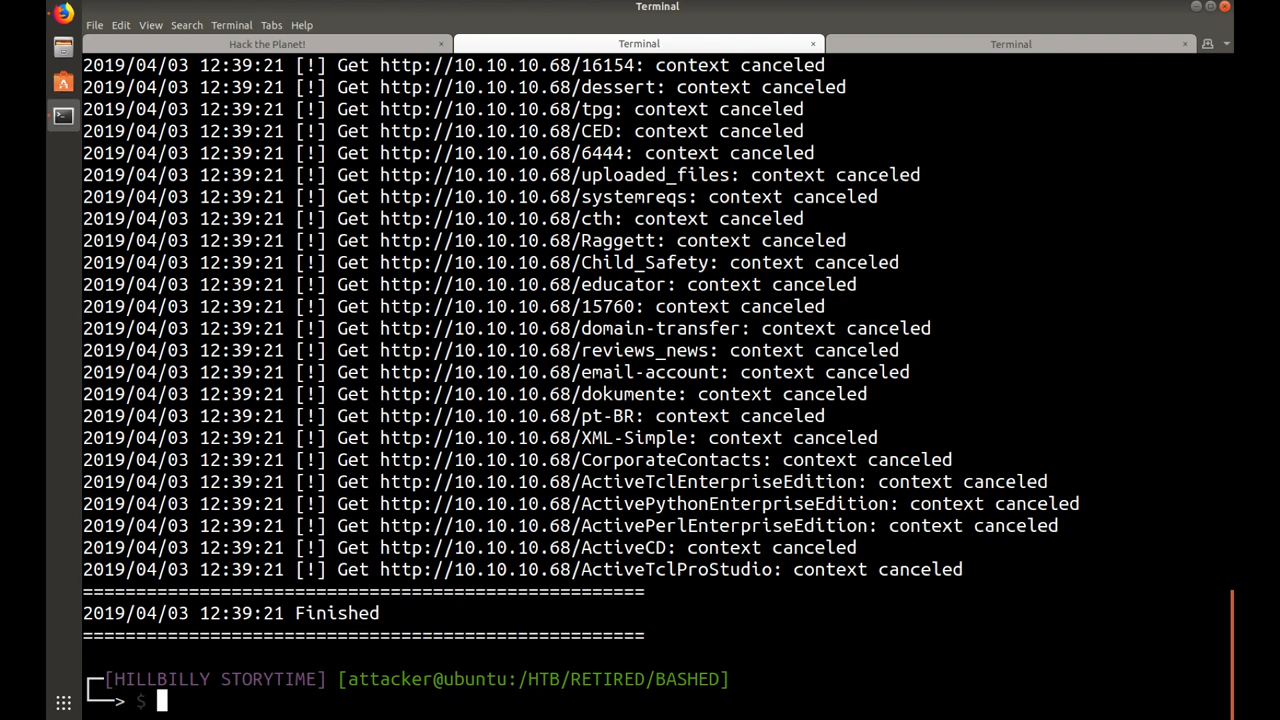 Terminal
File Edit View Search Terminal Tabs Help
Hack the Planet! × Terminal × Terminal ×
2019/04/03 12:39:21 [!] Get http://10.10.10.68/16154: context canceled
2019/04/03 12:39:21 [!] Get http://10.10.10.68/dessert: context canceled
2019/04/03 12:39:21 [!] Get http://10.10.10.68/tpg: context canceled
2019/04/03 12:39:21 [!] Get http://10.10.10.68/CED: context canceled
2019/04/03 12:39:21 [!] Get http://10.10.10.68/6444: context canceled
2019/04/03 12:39:21 [!] Get http://10.10.10.68/uploaded_files: context canceled
2019/04/03 12:39:21 [!] Get http://10.10.10.68/systemreqs: context canceled
2019/04/03 12:39:21 [!] Get http://10.10.10.68/cth: context canceled
2019/04/03 12:39:21 [!] Get http://10.10.10.68/Raggett: context canceled
2019/04/03 12:39:21 [!] Get http://10.10.10.68/Child_Safety: context canceled
2019/04/03 12:39:21 [!] Get http://10.10.10.68/educator: context canceled
2019/04/03 12:39:21 [!] Get http://10.10.10.68/15760: context canceled
2019/04/03 12:39:21 [!] Get http://10.10.10.68/domain-transfer: context canceled
2019/04/03 12:39:21 [!] Get http://10.10.10.68/reviews_news: context canceled
2019/04/03 12:39:21 [!] Get http://10.10.10.68/email-account: context canceled
2019/04/03 12:39:21 [!] Get http://10.10.10.68/dokumente: context canceled
2019/04/03 12:39:21 [!] Get http://10.10.10.68/pt-BR: context canceled
2019/04/03 12:39:21 [!] Get http://10.10.10.68/XML-Simple: context canceled
2019/04/03 12:39:21 [!] Get http://10.10.10.68/CorporateContacts: context canceled
2019/04/03 12:39:21 [!] Get http://10.10.10.68/ActiveTclEnterpriseEdition: context canceled
2019/04/03 12:39:21 [!] Get http://10.10.10.68/ActivePythonEnterpriseEdition: context canceled
2019/04/03 12:39:21 [!] Get http://10.10.10.68/ActivePerlEnterpriseEdition: context canceled
2019/04/03 12:39:21 [!] Get http://10.10.10.68/ActiveCD: context canceled
2019/04/03 12:39:21 [!] Get http://10.10.10.68/ActiveTclProStudio: context canceled
=====================================================
2019/04/03 12:39:21 Finished
=====================================================
┌─[HILLBILLY STORYTIME] [attacker@ubuntu:/HTB/RETIRED/BASHED]
└──> $